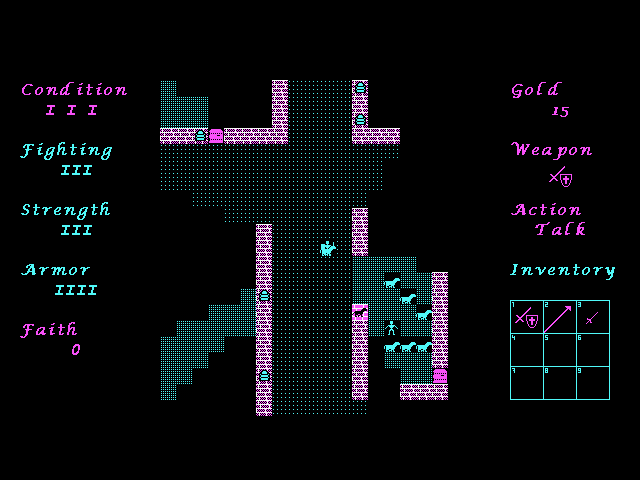 Condition
I I I
Fighting
III
Strength
III
Armor
IIII
Faith
0
Gold
15
Weapon
Action
Talk
Inventory
1 2 3
4 5 6
7 8 9